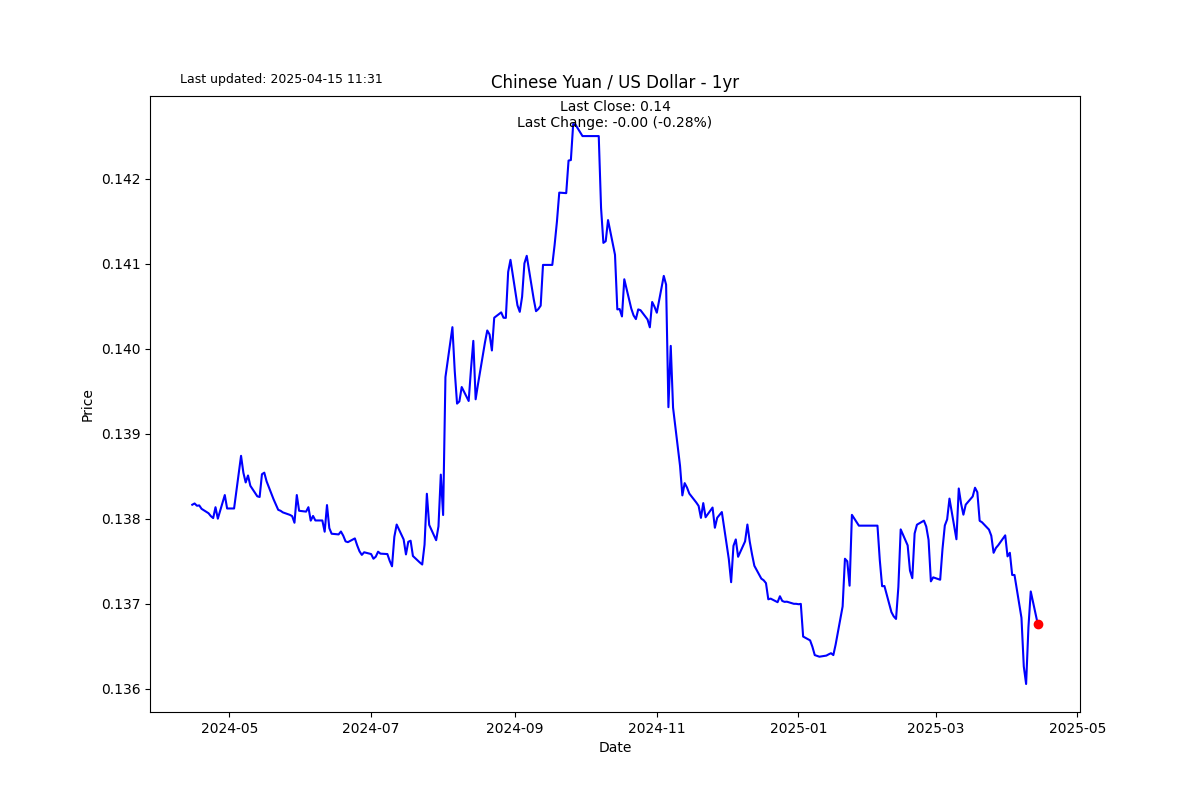 Last updated: 2025-04-15 11:31
Chinese Yuan / US Dollar - 1yr
Last Close: 0.14
Last Change: -0.00 (-0.28%)
0.142
0.141
0.140
0.139
0.138
0.137
0.136
Price
2024-05
2024-07
2024-09
2024-11
2025-01
2025-03
2025-05
Date